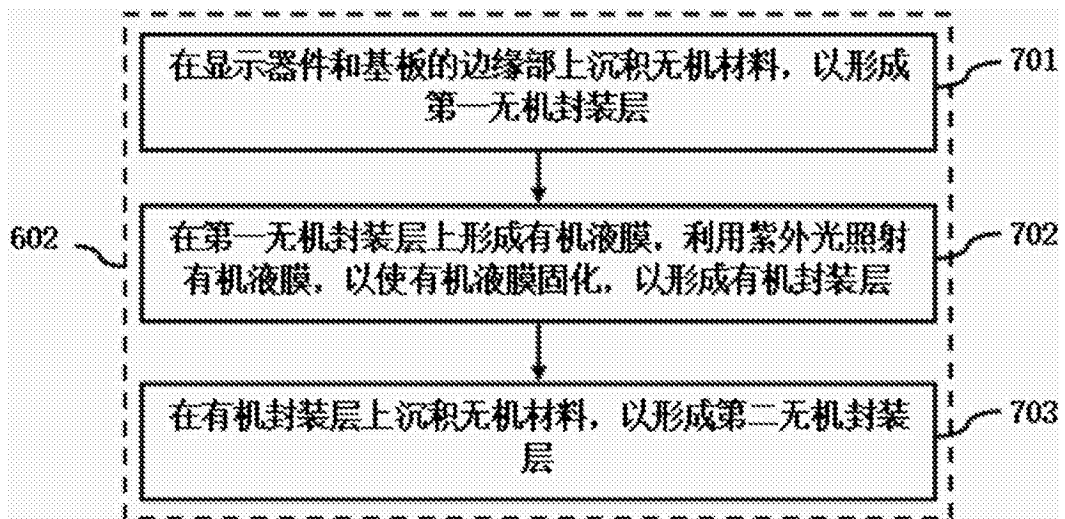 在显示器件和基板的边缘部上沉积无机材料，以形成
第一无机封装层
701
602
在第一无机封装层上形成有机液膜，利用紫外光照射
有机液膜，以使有机液膜固化，以形成有机封装层
702
在有机封装层上沉积无机材料，以形成第二无机封装
层
703